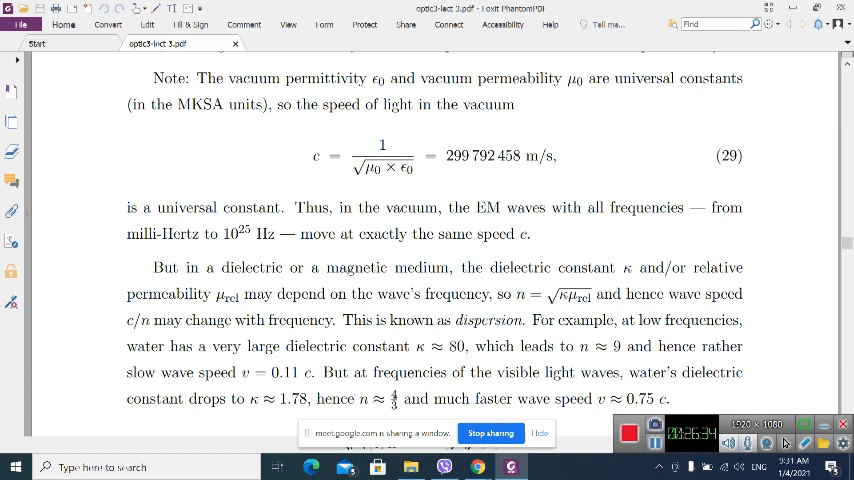 optic3-lect 3.pdf - Foxit PhantomPDF
File Home Convert Edit Fill & Sign Comment View Form Protect Share Connect Accessibility Help Tell me... Find
Start optic3-lect 3.pdf
Note: The vacuum permittivity ϵ₀ and vacuum permeability μ₀ are universal constants
(in the MKSA units), so the speed of light in the vacuum
c = 1 / √(μ₀ × ϵ₀) = 299 792 458 m/s, (29)
is a universal constant. Thus, in the vacuum, the EM waves with all frequencies — from
milli-Hertz to 10²⁵ Hz — move at exactly the same speed c.
But in a dielectric or a magnetic medium, the dielectric constant κ and/or relative
permeability μrel may depend on the wave's frequency, so n = √κμrel and hence wave speed
c/n may change with frequency. This is known as dispersion. For example, at low frequencies,
water has a very large dielectric constant κ ≈ 80, which leads to n ≈ 9 and hence rather
slow wave speed v = 0.11 c. But at frequencies of the visible light waves, water's dielectric
constant drops to κ ≈ 1.78, hence n ≈ 4/3 and much faster wave speed v ≈ 0.75 c.
meet.google.com is sharing a window. Stop sharing Hide
00:26:34 1920 × 1080
Type here to search
ENG
9:31 AM
1/4/2021